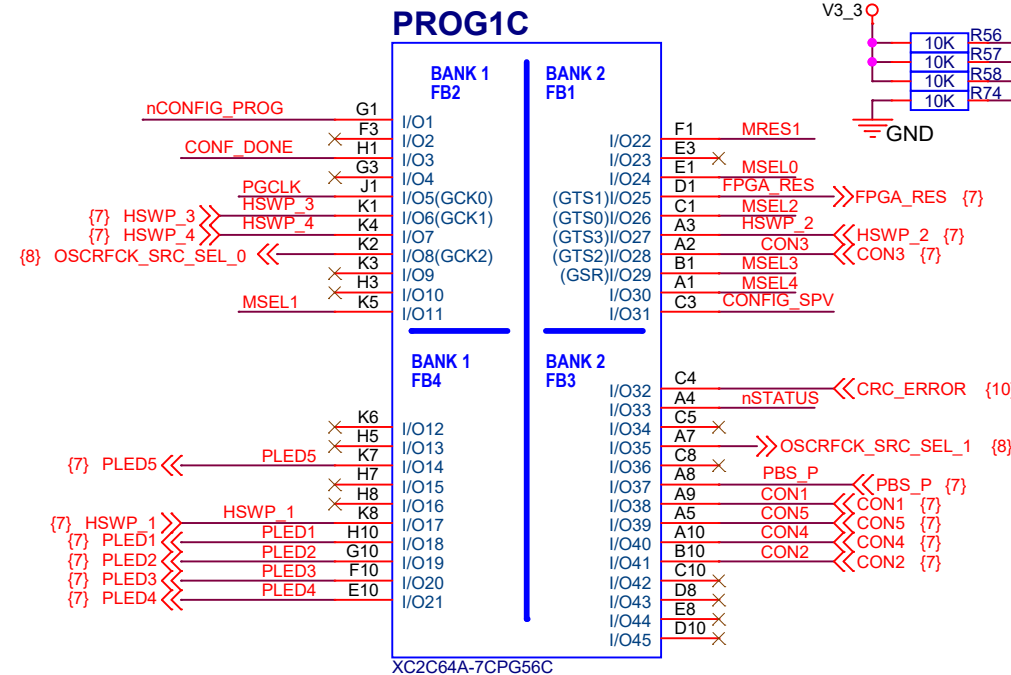 PROG1C
V3_3
10K R56
10K R57
10K R58
10K R74
GND
BANK 1
FB2
BANK 2
FB1
nCONFIG_PROG G1 I/O1
F3 I/O2
CONF_DONE H1 I/O3
G3 I/O4
PGCLK J1 I/O5(GCK0)
{7} HSWP_3 HSWP_3 K1 I/O6(GCK1)
{7} HSWP_4 HSWP_4 K4 I/O7
{8} OSCRFCK_SRC_SEL_0 K2 I/O8(GCK2)
K3 I/O9
H3 I/O10
MSEL1 K5 I/O11
I/O22 F1 MRES1
I/O23 E3
I/O24 E1 MSEL0
(GTS1)I/O25 D1 FPGA_RES FPGA_RES {7}
(GTS0)I/O26 C1 MSEL2
(GTS3)I/O27 A3 HSWP_2 HSWP_2 {7}
(GTS2)I/O28 A2 CON3 CON3 {7}
(GSR)I/O29 B1 MSEL3
I/O30 A1 MSEL4
I/O31 C3 CONFIG_SPV
BANK 1
FB4
BANK 2
FB3
K6 I/O12
H5 I/O13
{7} PLED5 PLED5 K7 I/O14
H7 I/O15
H8 I/O16
{7} HSWP_1 HSWP_1 K8 I/O17
{7} PLED1 PLED1 H10 I/O18
{7} PLED2 PLED2 G10 I/O19
{7} PLED3 PLED3 F10 I/O20
{7} PLED4 PLED4 E10 I/O21
I/O32 C4 CRC_ERROR {10
I/O33 A4 nSTATUS
I/O34 C5
I/O35 A7 OSCRFCK_SRC_SEL_1 {8}
I/O36 C8
I/O37 A8 PBS_P PBS_P {7}
I/O38 A9 CON1 CON1 {7}
I/O39 A5 CON5 CON5 {7}
I/O40 A10 CON4 CON4 {7}
I/O41 B10 CON2 CON2 {7}
I/O42 C10
I/O43 D8
I/O44 E8
I/O45 D10
XC2C64A-7CPG56C